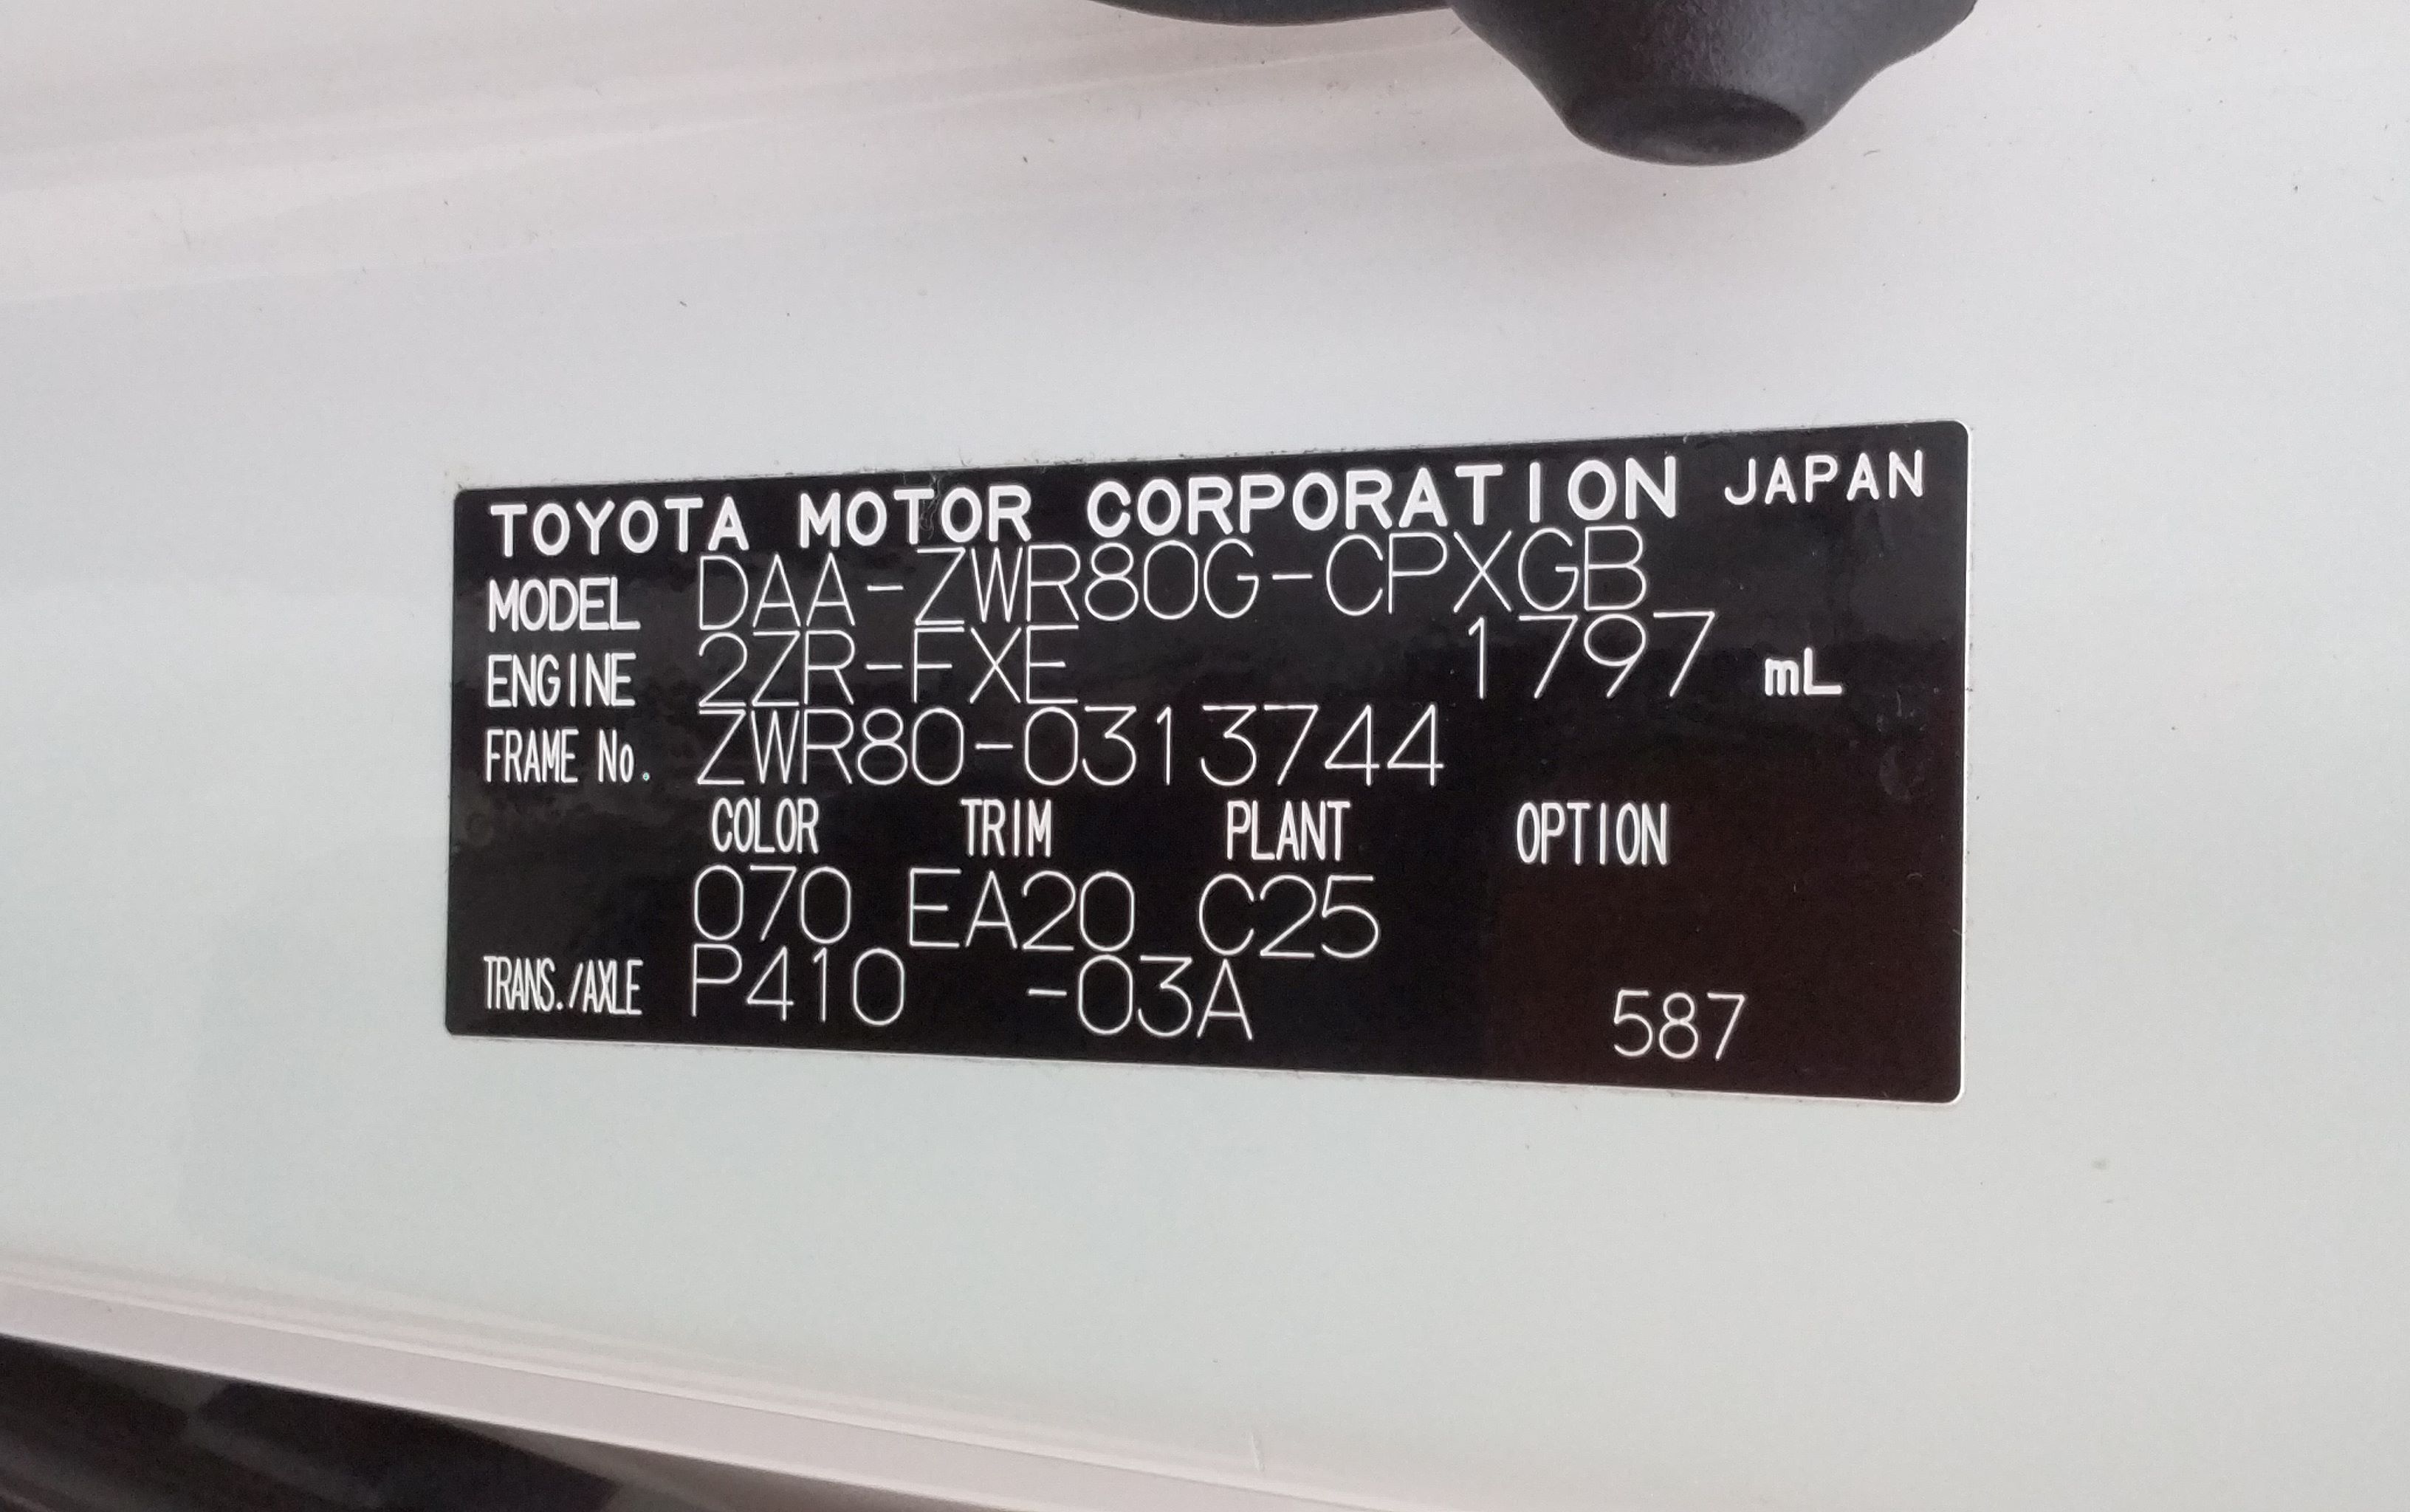 TOYOTA MOTOR CORPORATION JAPAN
MODEL DAA-ZWR80G-CPXGB
ENGINE 2ZR-FXE 1797 mL
FRAME No. ZWR80-0313744
COLOR TRIM PLANT OPTION
070 EA20 C25
TRANS./AXLE P410 -03A 587